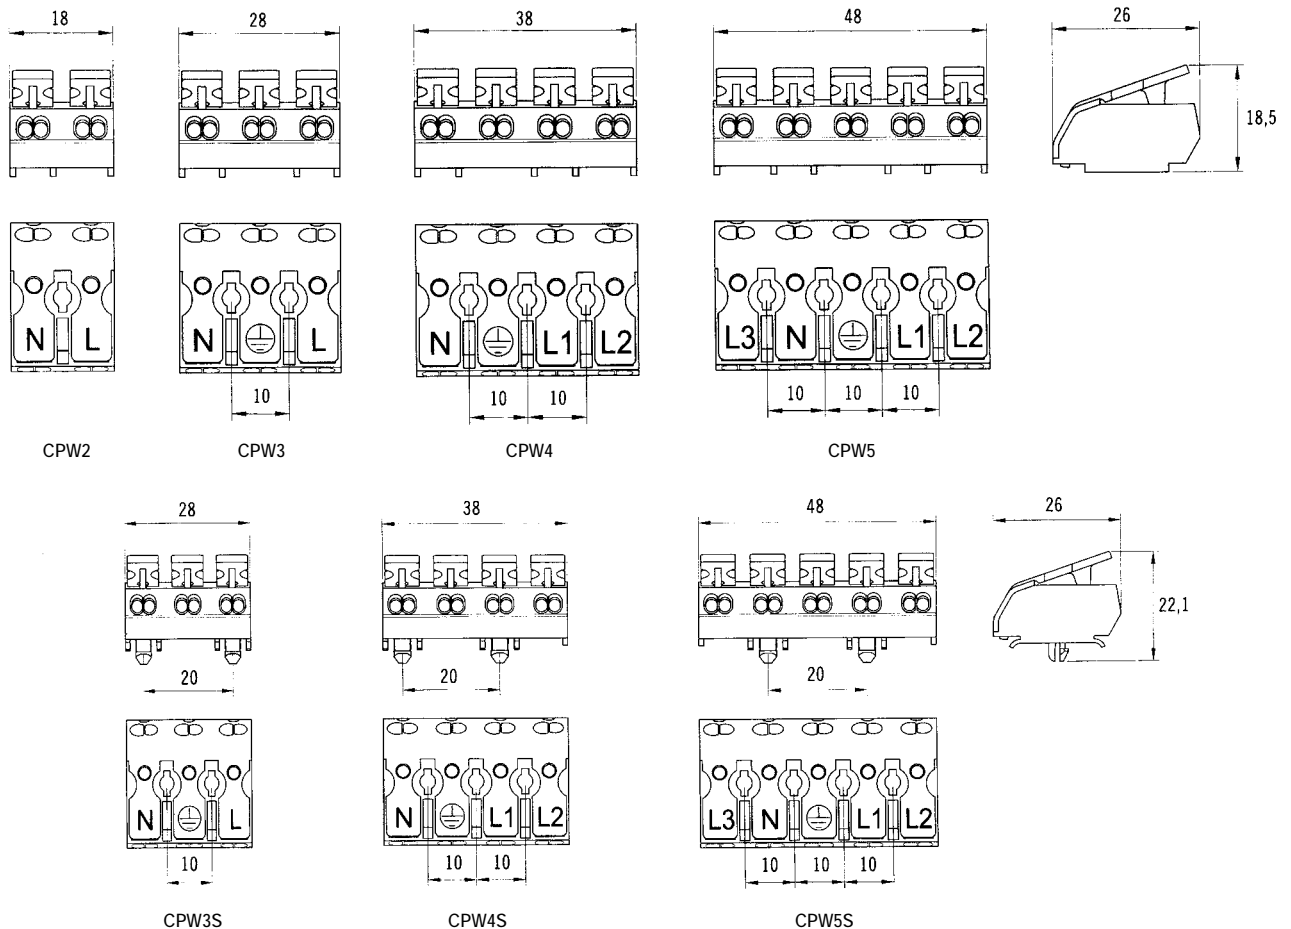 18 28 38 48 26
18,5
N L N L N L1 L2 L3 N L1 L2
10 10 10 10 10 10
CPW2 CPW3 CPW4 CPW5
28 38 48 26
22,1
20 20 20
N L N L1 L2 L3 N L1 L2
10 10 10 10 10 10
CPW3S CPW4S CPW5S